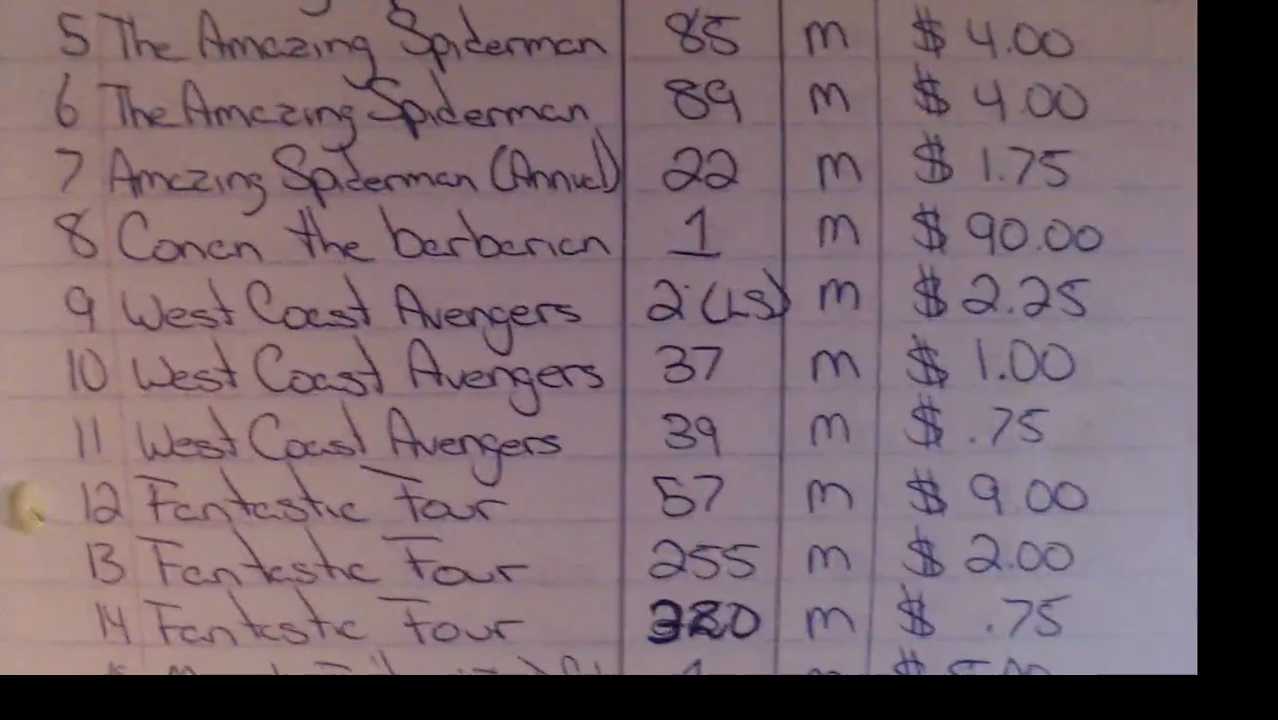 5 The Amazing Spiderman 85 m $ 4.00
6 The Amazing Spiderman 89 m $ 4.00
7 Amazing Spiderman (Annual) 22 m $ 1.75
8 Conan the barbarian 1 m $ 90.00
9 West Coast Avengers 2 (LS) m $ 2.25
10 West Coast Avengers 37 m $ 1.00
11 West Coast Avengers 39 m $ .75
12 Fantastic Four 57 m $ 9.00
13 Fantastic Four 255 m $ 2.00
14 Fantastic Four m $ .75